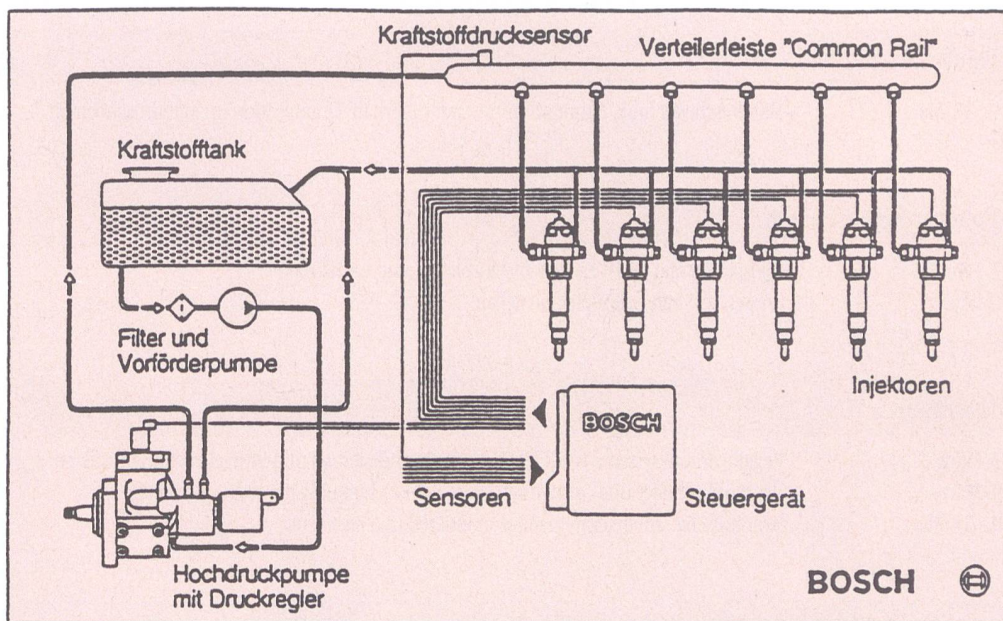 Kraftstoffdrucksensor
Verteilerleiste "Common Rail"
Kraftstofftank
Filter und
Vorförderpumpe
Injektoren
BOSCH
Sensoren
Steuergerät
Hochdruckpumpe
mit Druckregler
BOSCH